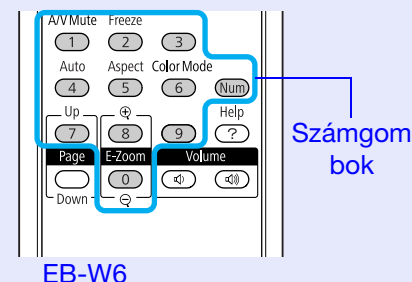 A/V Mute Freeze
1 2 3
Auto Aspect Color Mode
4 5 6 Num
Up Help
7 8 9 ?
Page E-Zoom Volume
0
Down
Számgom
bok
EB-W6